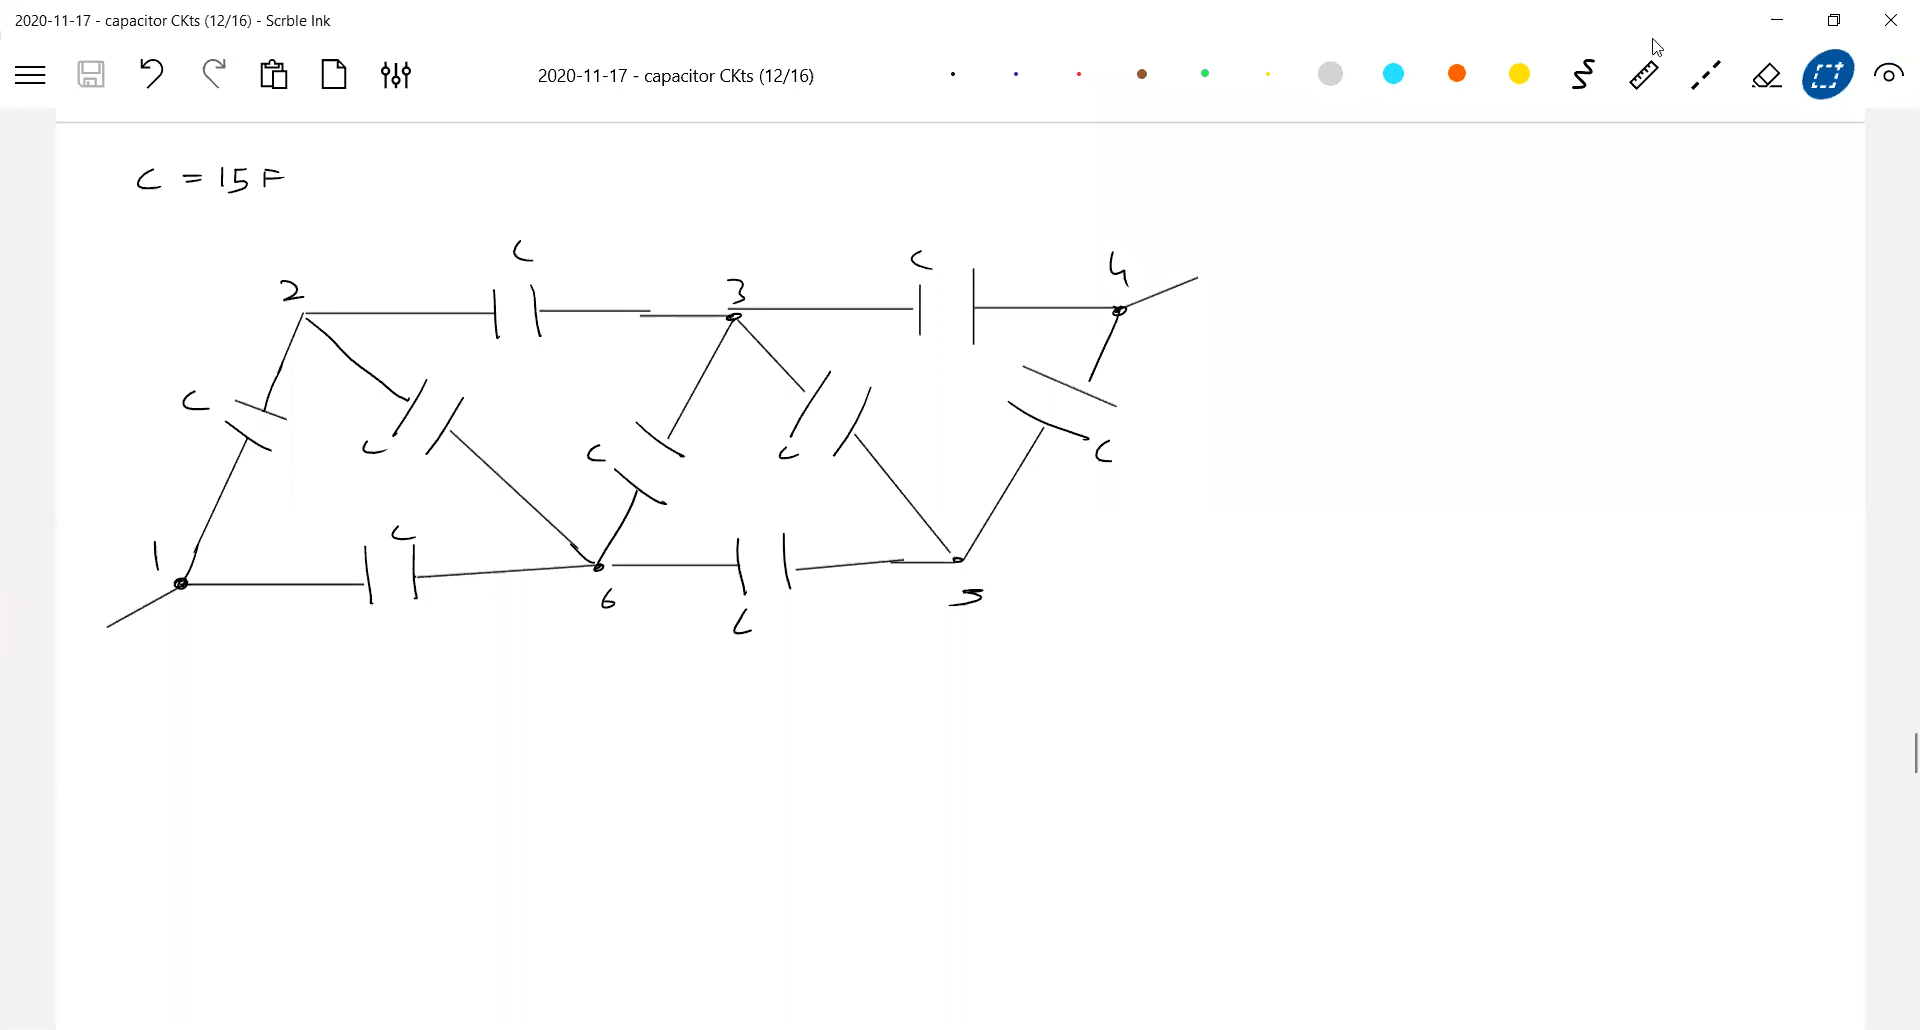 2020-11-17 - capacitor CKts (12/16) - Scrble Ink
2020-11-17 - capacitor CKts (12/16)
C = 15 F
C
C
4
2
3
C
C
C
C
C
1
C
6
5
C